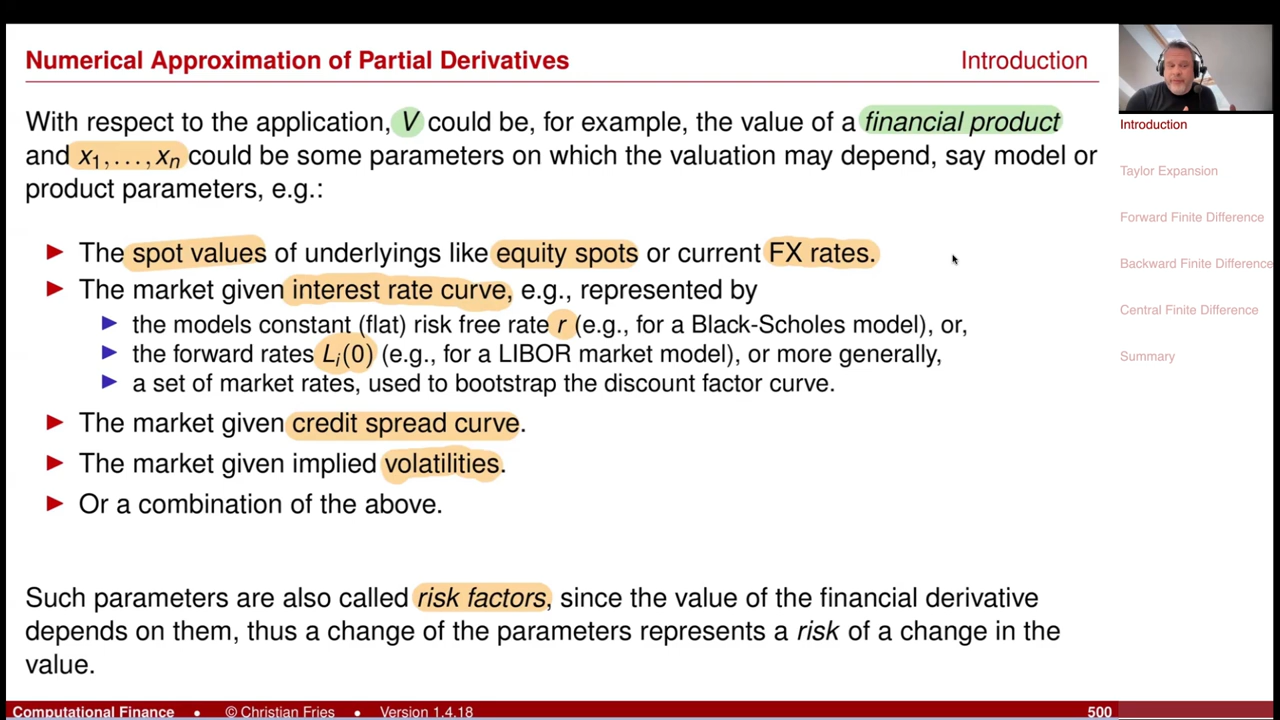 Numerical Approximation of Partial Derivatives
Introduction
With respect to the application, V could be, for example, the value of a financial product
and x₁, . . . , xₙ could be some parameters on which the valuation may depend, say model or
product parameters, e.g.:
► The spot values of underlyings like equity spots or current FX rates.
► The market given interest rate curve, e.g., represented by
► the models constant (flat) risk free rate r (e.g., for a Black-Scholes model), or,
► the forward rates Lᵢ(0) (e.g., for a LIBOR market model), or more generally,
► a set of market rates, used to bootstrap the discount factor curve.
► The market given credit spread curve.
► The market given implied volatilities.
► Or a combination of the above.
Such parameters are also called risk factors, since the value of the financial derivative
depends on them, thus a change of the parameters represents a risk of a change in the
value.
Computational Finance • © Christian Fries • Version 1.4.18
500
Introduction
Taylor Expansion
Forward Finite Difference
Backward Finite Difference
Central Finite Difference
Summary